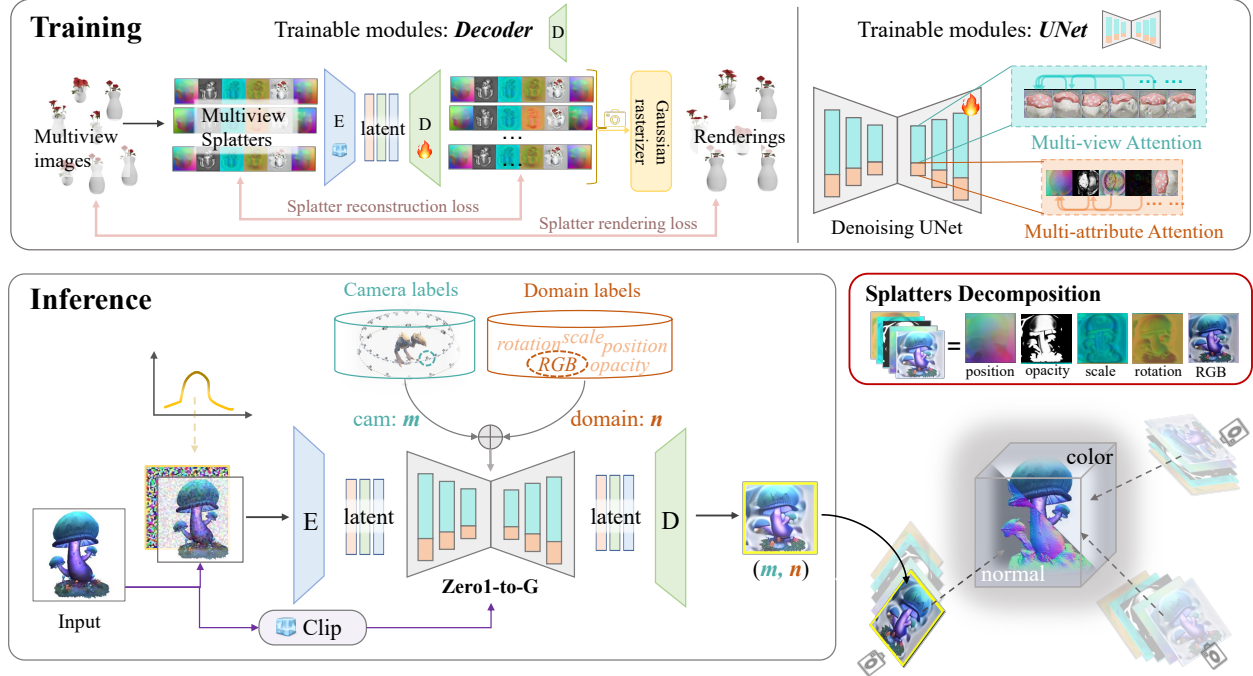 Training
Trainable modules: Decoder
D
Trainable modules: UNet
Multiview
images
Multiview
Splatters
E
latent
D
...
...
Gaussian
rasterizer
Renderings
Splatter reconstruction loss
Splatter rendering loss
Denoising UNet
... ...
Multi-view Attention
... ...
Multi-attribute Attention
Inference
Camera labels
Domain labels
rotation scale position
RGB opacity
cam: m
domain: n
E
latent
latent
D
Zero1-to-G
(m, n)
Input
Clip
Splatters Decomposition
=
position
opacity
scale
rotation
RGB
color
normal